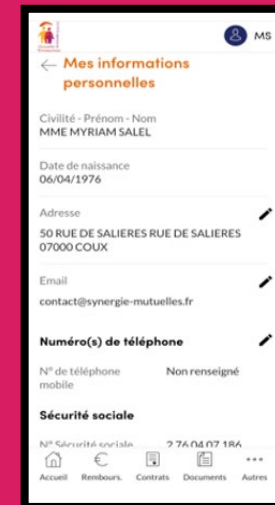 MS
← Mes informations
personnelles
Civilité - Prénom - Nom
MME MYRIAM SALEL
Date de naissance
06/04/1976
Adresse
50 RUE DE SALIERES RUE DE SALIERES
07000 COUX
Email
contact@synergie-mutuelles.fr
Numéro(s) de téléphone
N° de téléphone mobile Non renseigné
Sécurité sociale
N° Sécurité sociale 2 76 04 07 186
Accueil Rembours. Contrats Documents Autres